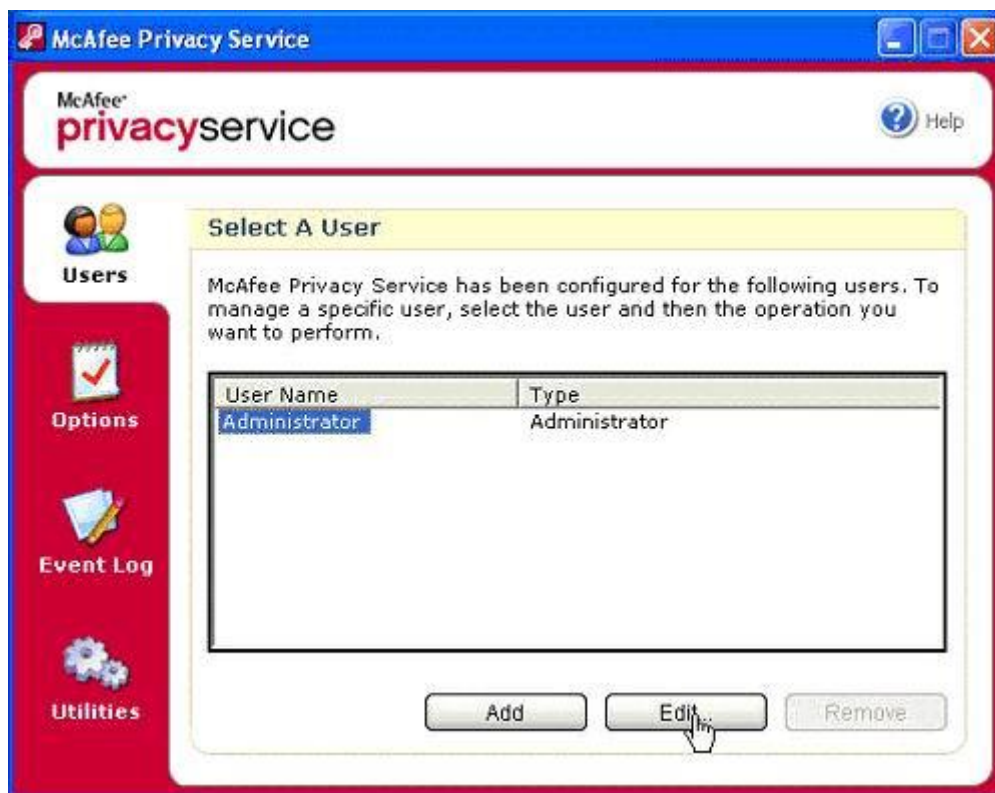 McAfee Privacy Service
McAfee
privacyservice
Help
Users
Select A User
McAfee Privacy Service has been configured for the following users. To
manage a specific user, select the user and then the operation you
want to perform.
User Name Type
Administrator Administrator
Options
Event Log
Utilities
Add Edit Remove